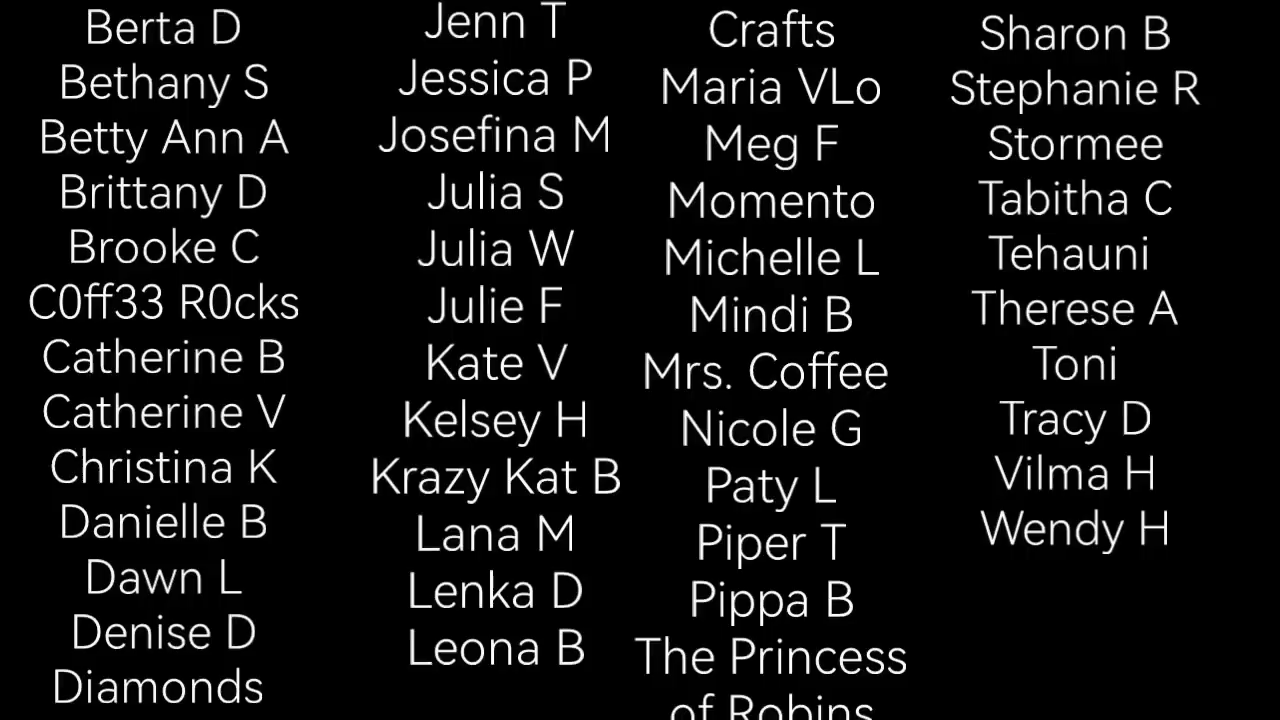 Berta D
Bethany S
Betty Ann A
Brittany D
Brooke C
C0ff33 R0cks
Catherine B
Catherine V
Christina K
Danielle B
Dawn L
Denise D
Diamonds
Jenn T
Jessica P
Josefina M
Julia S
Julia W
Julie F
Kate V
Kelsey H
Krazy Kat B
Lana M
Lenka D
Leona B
Crafts
Maria VLo
Meg F
Momento
Michelle L
Mindi B
Mrs. Coffee
Nicole G
Paty L
Piper T
Pippa B
The Princess
of Robins
Sharon B
Stephanie R
Stormee
Tabitha C
Tehauni
Therese A
Toni
Tracy D
Vilma H
Wendy H